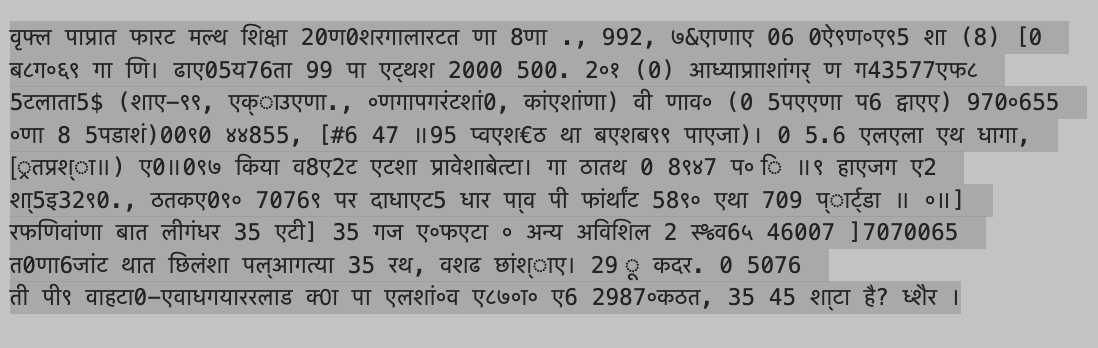 वृफ्ल पाप्रात फारट मल्थ शिक्षा 20ण0शरगालारटत णा 8णा ., 992, ७&एाणाए 06 0ऐ९ण०ए९5 शा (8) [0
ब८ग०६९ गा णि। ढाए05य76ता 99 पा एट्थश 2000 500. 2०१ (0) आध्याप्रााशांगर् ण ग43577एफ८
5टलाता5$ (शाए–९९, एक्ाउएणा., ०णगापगरंटशां0, कांएशांणा) वी णाव० (0 5पएएणा प6 द्वाएए) 970०655
०णा 8 5पडाशं)00९0 ४४855, [#6 47 ॥95 प्वएश€ठ था बएशब९९ पाएजा)। 0 5.6 एलएला एथ धागा,
[्रतप्रश्ा॥) ए0॥0९७ किया व8ए2ट एटशा प्रावेशाबेत्टा। गा ठातथ 0 8९४7 प० ि ॥९ हाएजग ए2
शा्5इ32९0., ठतकए0९० 7076९ पर दाधाएट5 धार पा्व पी फांर्थांट 58९० एथा 709 प्ार्ट्डा ॥ ०॥]
रफणिवांणा बात लीगंधर 35 एटी] 35 गज ए०फएटा ० अन्य अविशिल 2 स्श्चव6५ 46007 ]7070065
त0णा6जांट थात छिलंशा पल्आगत्या 35 रथ, वशढ छांश्ाए। 29 ू कदर. 0 5076
ती पी९ वाहटा0–एवाधगयाररलाड क्0ा पा एलशां०व ए८७०ा० ए6 2987०कठत, 35 45 शा्टा है? ध्शैर ।